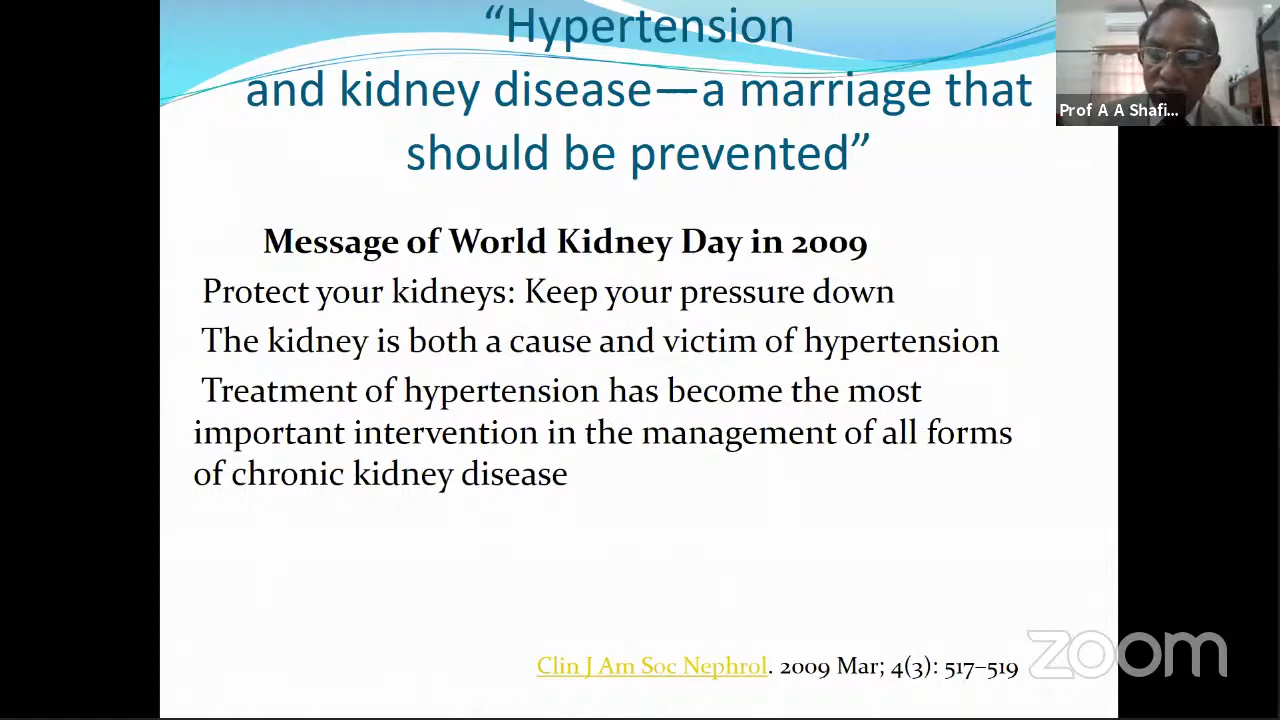 “Hypertension
and kidney disease—a marriage that
should be prevented”
Prof A A Shafi...
Message of World Kidney Day in 2009
Protect your kidneys: Keep your pressure down
The kidney is both a cause and victim of hypertension
Treatment of hypertension has become the most
important intervention in the management of all forms
of chronic kidney disease
Clin J Am Soc Nephrol. 2009 Mar; 4(3): 517–519
zoom